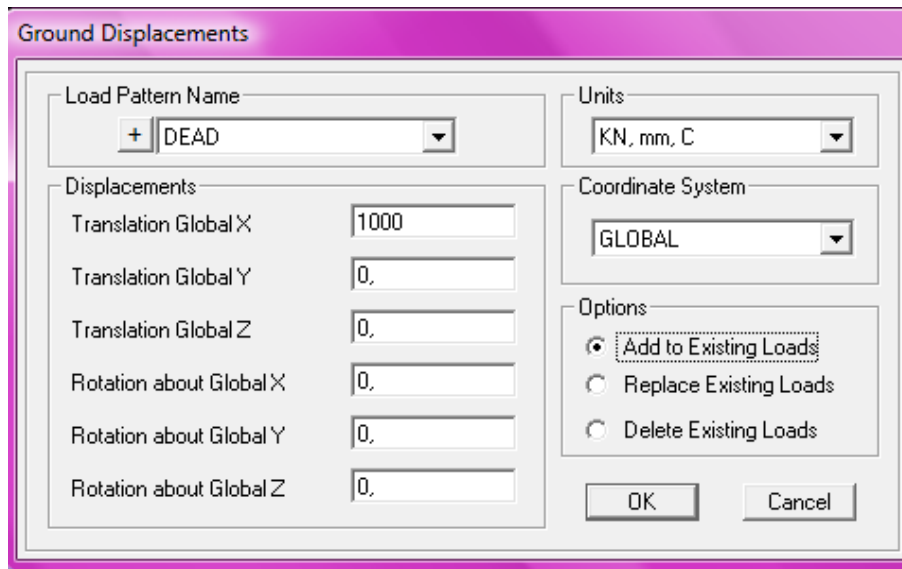 Ground Displacements
Load Pattern Name
+ DEAD
Displacements
Translation Global X 1000
Translation Global Y 0,
Translation Global Z 0,
Rotation about Global X 0,
Rotation about Global Y 0,
Rotation about Global Z 0,
Units
KN, mm, C
Coordinate System
GLOBAL
Options
Add to Existing Loads
Replace Existing Loads
Delete Existing Loads
OK Cancel